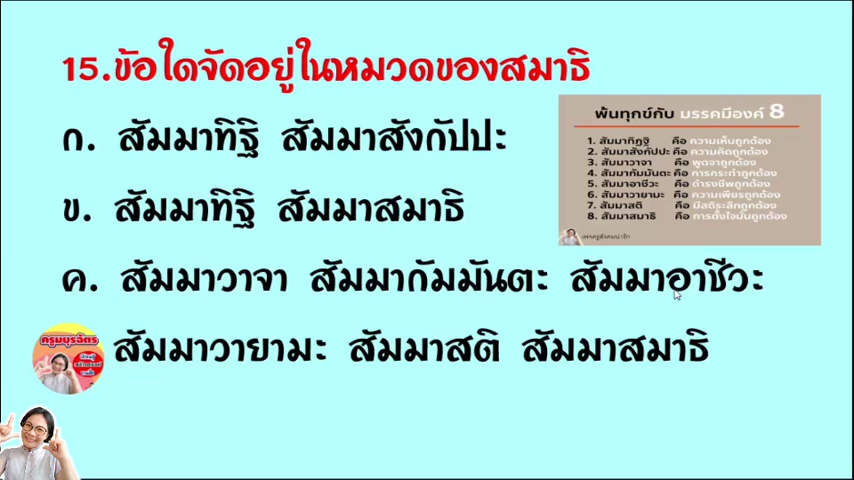 15.ข้อใดจัดอยู่ในหมวดของสมาธิ
ก. สัมมาทิฐิ สัมมาสังกัปปะ
ข. สัมมาทิฐิ สัมมาสมาธิ
ค. สัมมาวาจา สัมมากัมมันตะ สัมมาอาชีวะ
สัมมาวายามะ สัมมาสติ สัมมาสมาธิ
พ้นทุกข์กับ มรรคมีองค์ 8
1. สัมมาทิฏฐิ คือ ความเห็นถูกต้อง
2. สัมมาสังกัปปะ คือ ความคิดถูกต้อง
3. สัมมาวาจา คือ พูดจาถูกต้อง
4. สัมมากัมมันตะ คือ การกระทำถูกต้อง
5. สัมมาอาชีวะ คือ ดำรงชีพถูกต้อง
6. สัมมาวายามะ คือ ความเพียรถูกต้อง
7. สัมมาสติ คือ มีสติระลึกถูกต้อง
8. สัมมาสมาธิ คือ การตั้งใจมั่นถูกต้อง
ครูมยุรฉัตร